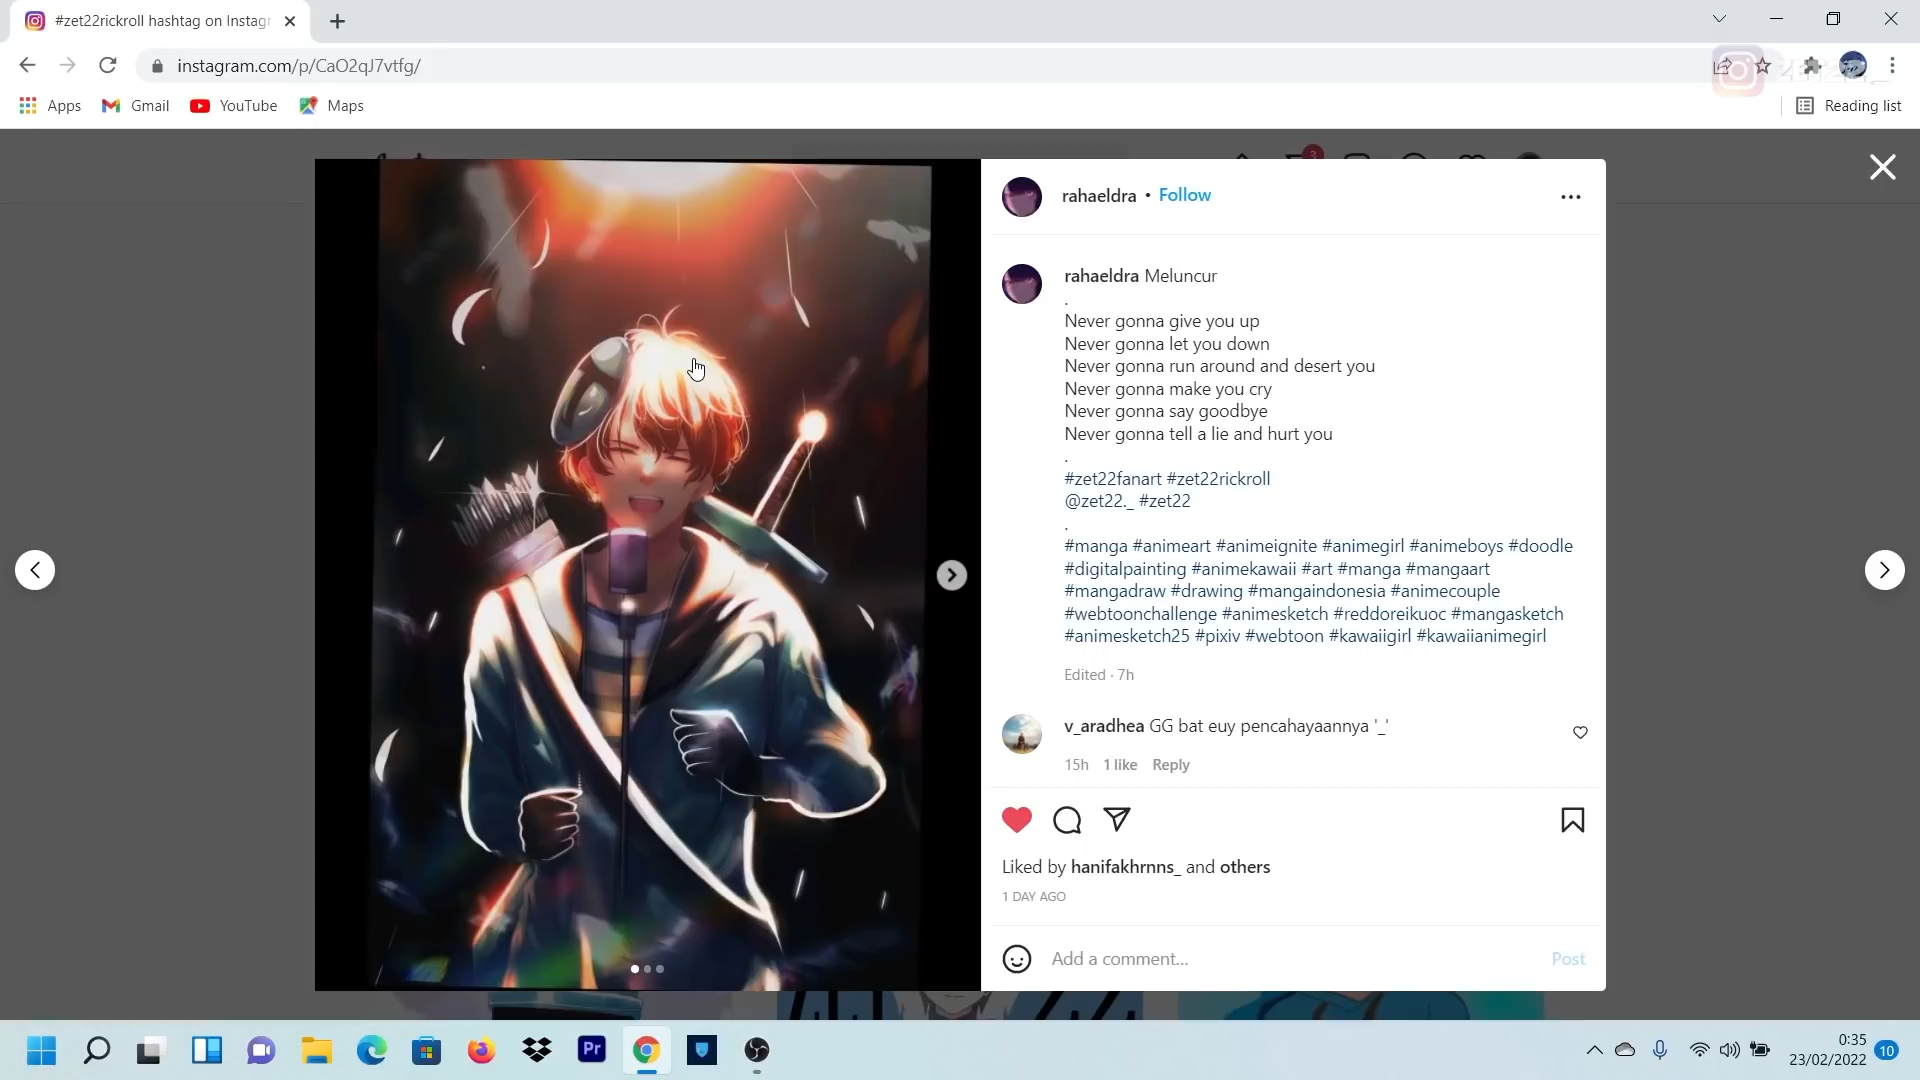 #zet22rickroll hashtag on Instagr
instagram.com/p/CaO2qJ7vtfg/
Apps
Gmail
YouTube
Maps
Reading list
3
rahaeldra • Follow
rahaeldra Meluncur
.
Never gonna give you up
Never gonna let you down
Never gonna run around and desert you
Never gonna make you cry
Never gonna say goodbye
Never gonna tell a lie and hurt you
.
#zet22fanart #zet22rickroll
@zet22._ #zet22
.
#manga #animeart #animeignite #animegirl #animeboys #doodle
#digitalpainting #animekawaii #art #manga #mangaart
#mangadraw #drawing #mangaindonesia #animecouple
#webtoonchallenge #animesketch #reddoreikuoc #mangasketch
#animesketch25 #pixiv #webtoon #kawaiigirl #kawaiianimegirl
Edited · 7h
v_aradhea GG bat euy pencahayaannya '_'
15h 1 like Reply
Liked by hanifakhrnns_ and others
1 DAY AGO
Add a comment...
Post
Pr
0:35
23/02/2022
10